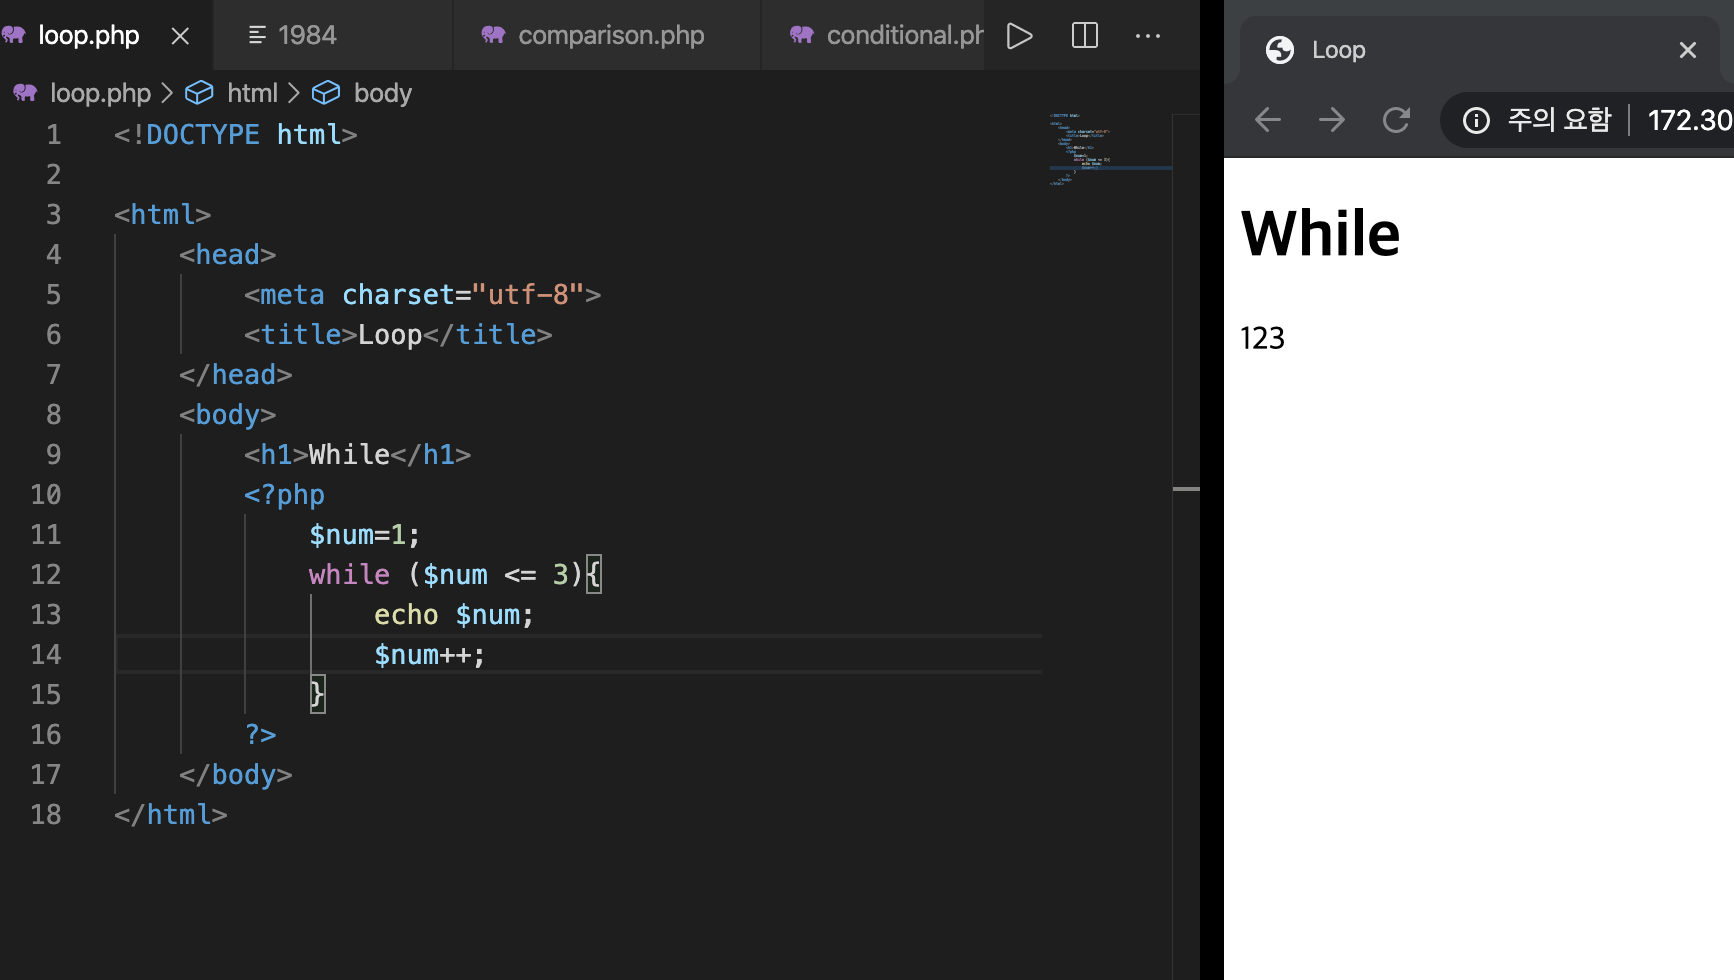 loop.php
1984
comparison.php
conditional.ph
loop.php > html > body
1 <!DOCTYPE html>
2
3 <html>
4 <head>
5 <meta charset="utf-8">
6 <title>Loop</title>
7 </head>
8 <body>
9 <h1>While</h1>
10 <?php
11 $num=1;
12 while ($num <= 3){
13 echo $num;
14 $num++;
15 }
16 ?>
17 </body>
18 </html>
Loop
주의 요함 172.30
While
123